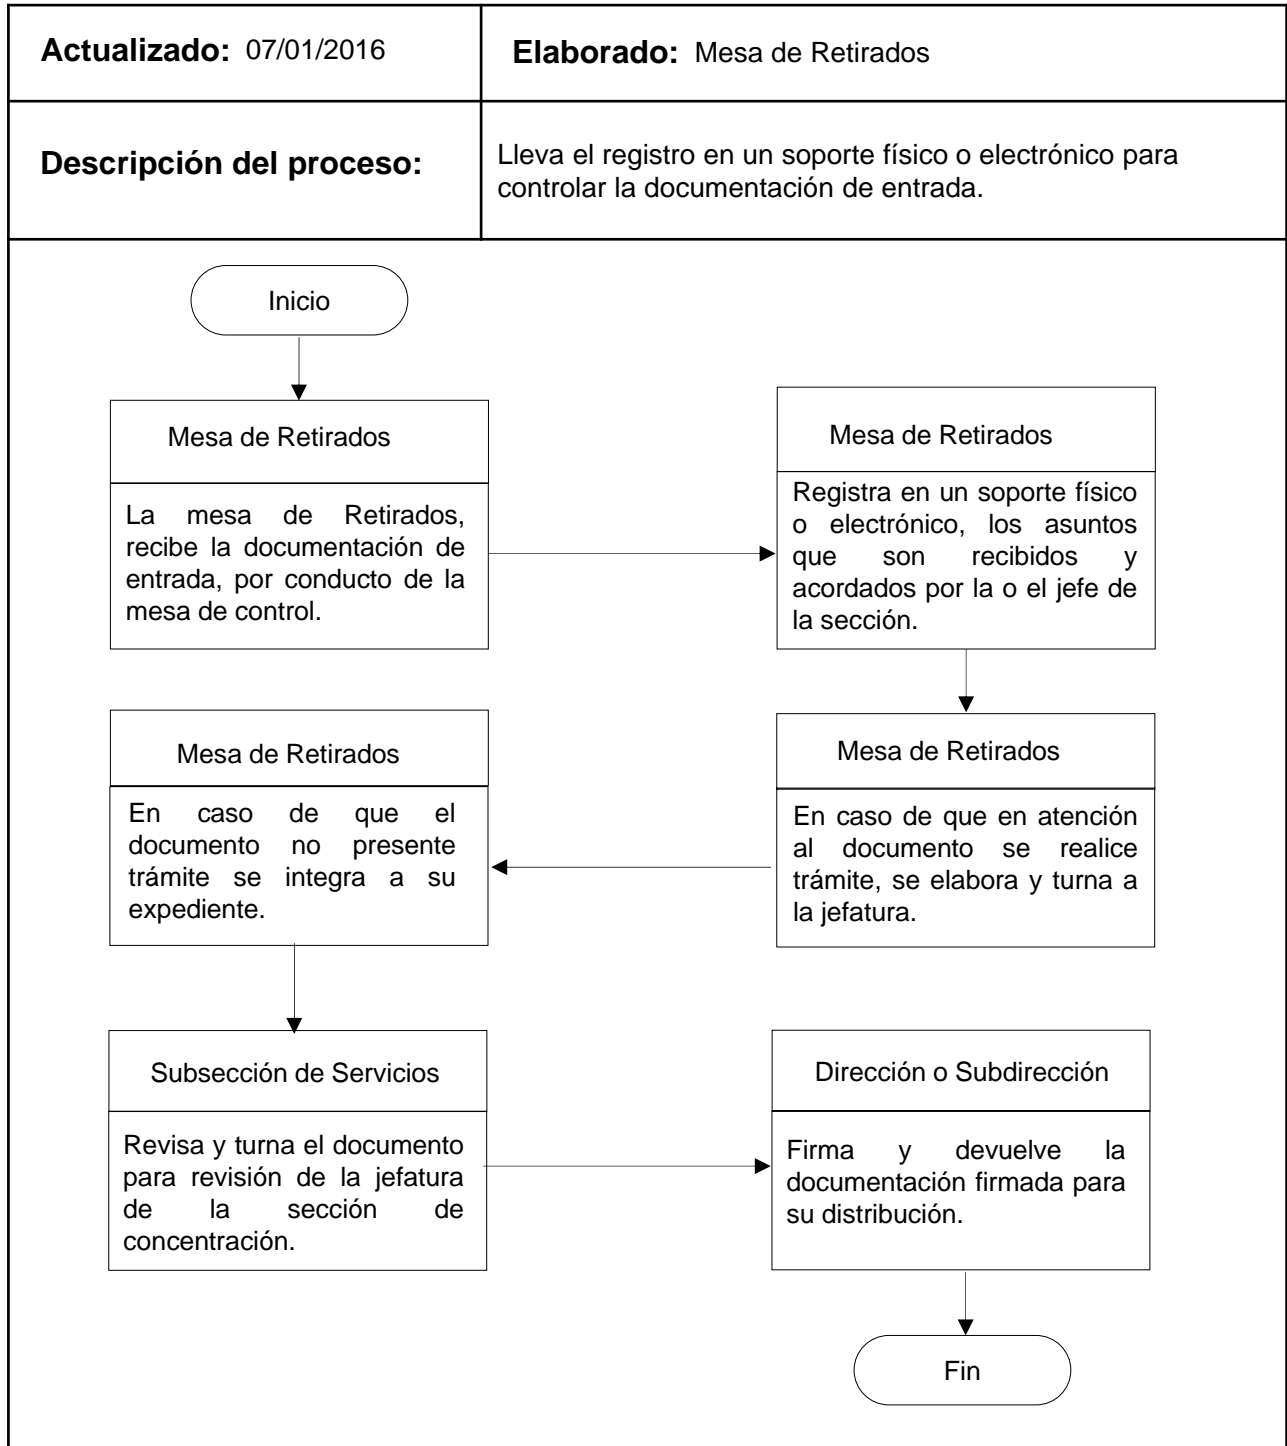 Actualizado: 07/01/2016
Elaborado: Mesa de Retirados
Descripción del proceso:
Lleva el registro en un soporte físico o electrónico para
controlar la documentación de entrada.
Inicio
Mesa de Retirados
La mesa de Retirados,
recibe la documentación de
entrada, por conducto de la
mesa de control.
Mesa de Retirados
Registra en un soporte físico
o electrónico, los asuntos
que son recibidos y
acordados por la o el jefe de
la sección.
Mesa de Retirados
En caso de que en atención
al documento se realice
trámite, se elabora y turna a
la jefatura.
Mesa de Retirados
En caso de que el
documento no presente
trámite se integra a su
expediente.
Subsección de Servicios
Revisa y turna el documento
para revisión de la jefatura
de la sección de
concentración.
Dirección o Subdirección
Firma y devuelve la
documentación firmada para
su distribución.
Fin